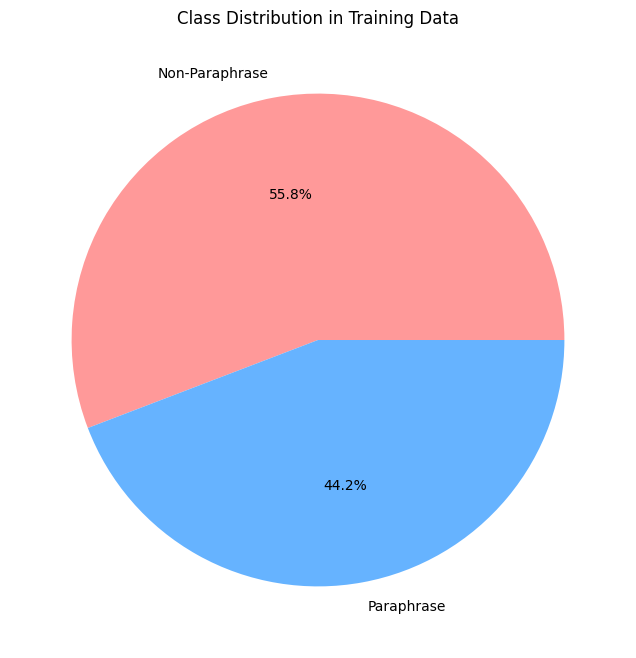 Class Distribution in Training Data
Non-Paraphrase
55.8%
44.2%
Paraphrase